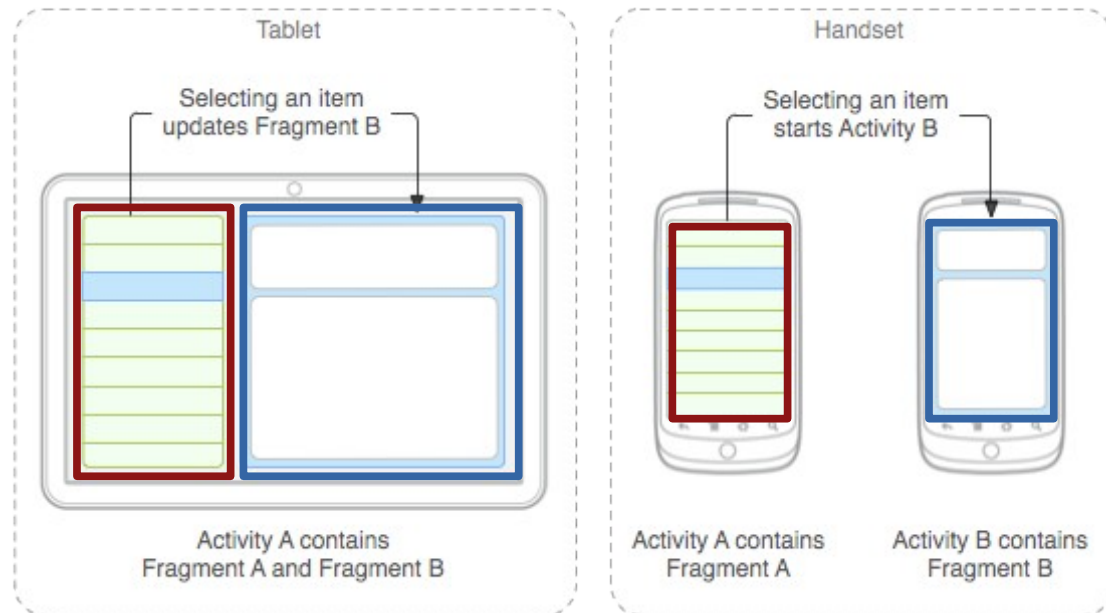 Tablet
Selecting an item
updates Fragment B
Activity A contains
Fragment A and Fragment B
Handset
Selecting an item
starts Activity B
Activity A contains
Fragment A
Activity B contains
Fragment B